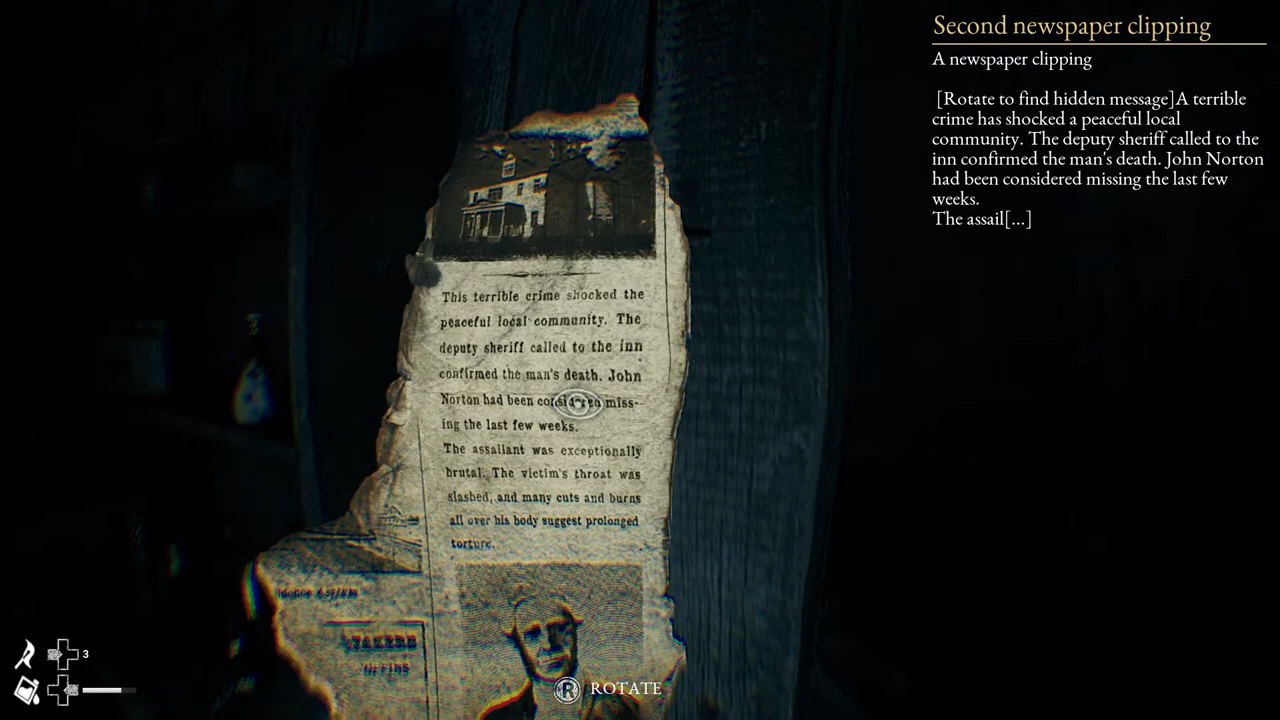 Second newspaper clipping
A newspaper clipping
[Rotate to find hidden message]A terrible
crime has shocked a peaceful local
community. The deputy sheriff called to the
inn confirmed the man's death. John Norton
had been considered missing the last few
weeks.
The assail[...]
This terrible crime shocked the
peaceful local community. The
deputy sheriff called to the inn
confirmed the man's death. John
Norton had been considered miss-
ing the last few weeks.
The assailant was exceptionally
brutal. The victim's throat was
slashed, and many cuts and burns
all over his body suggest prolonged
torture.
Asylum
3
R ROTATE